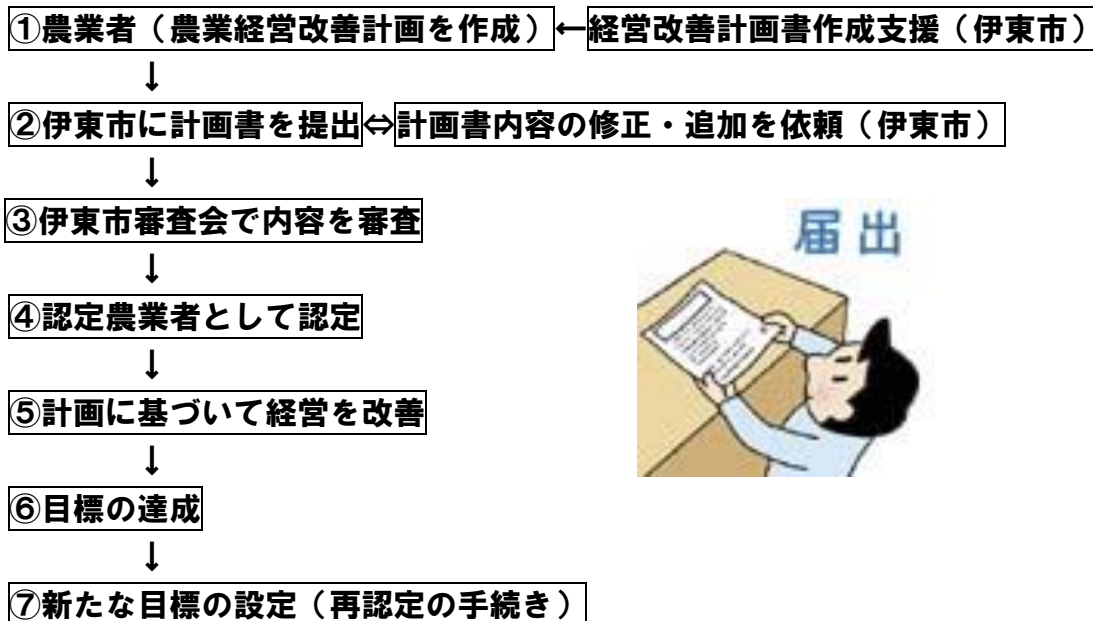 ①農業者（農業経営改善計画を作成）←経営改善計画書作成支援（伊東市）
↓
②伊東市に計画書を提出⇔計画書内容の修正・追加を依頼（伊東市）
↓
③伊東市審査会で内容を審査
↓
届出
④認定農業者として認定
↓
⑤計画に基づいて経営を改善
↓
⑥目標の達成
↓
⑦新たな目標の設定（再認定の手続き）